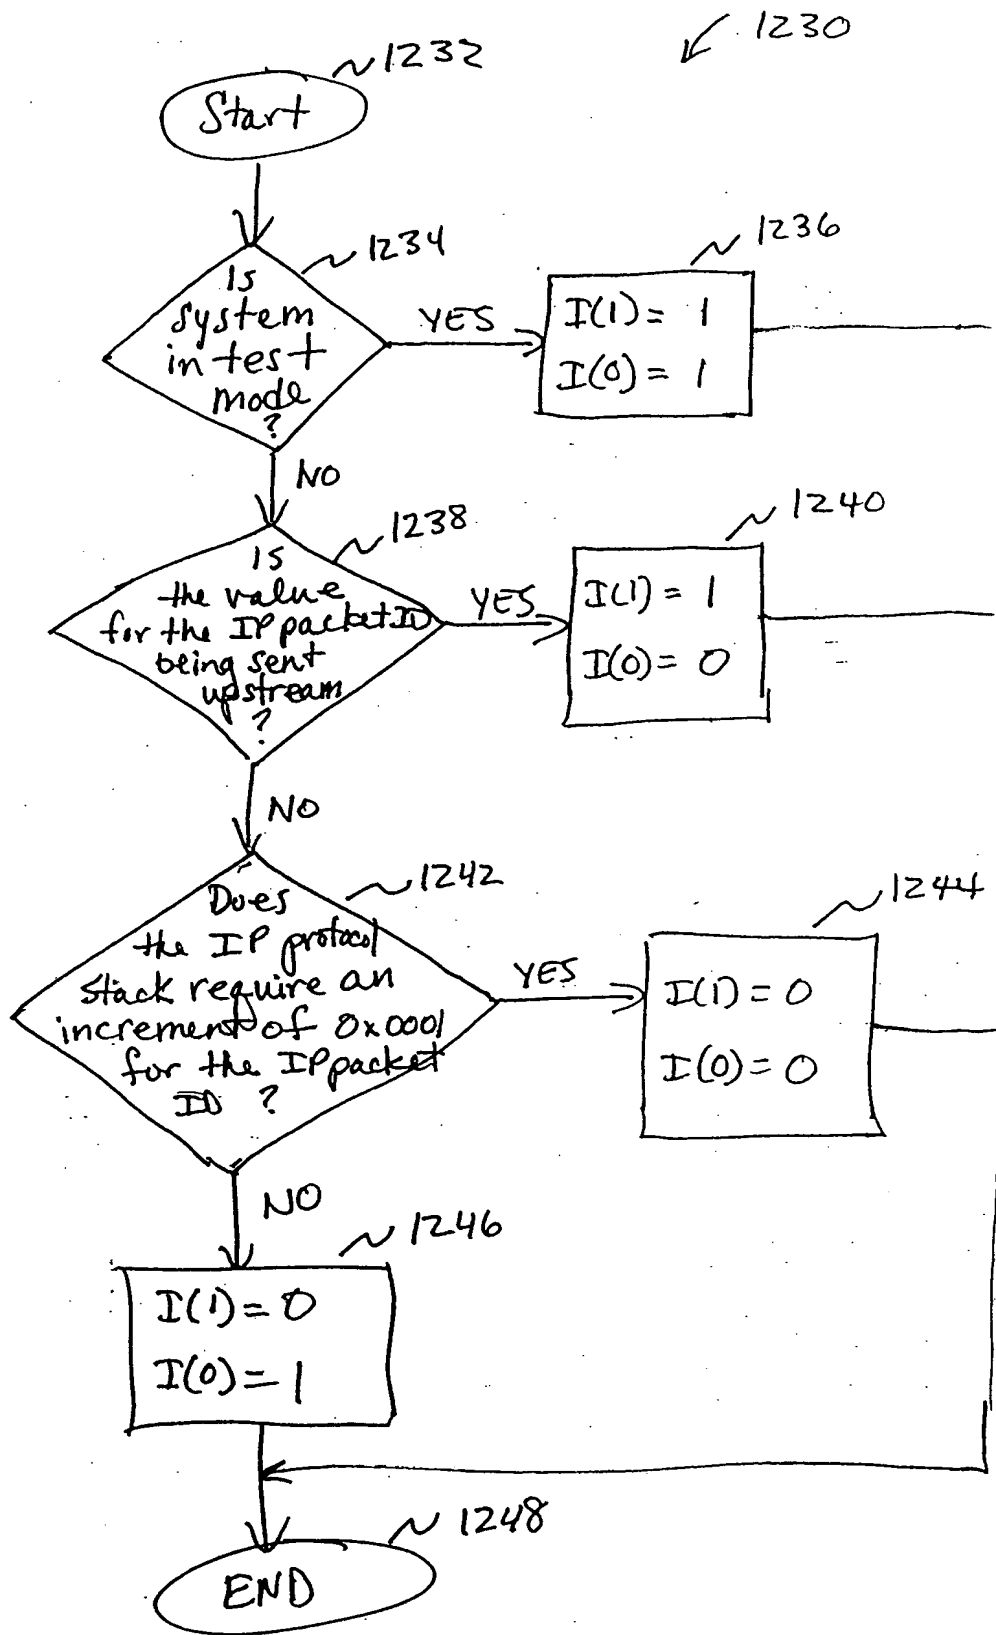 1230
1232
Start
1234
Is
system
in test
mode
?
YES
1236
I(1) = 1
I(0) = 1
NO
1238
Is
the value
for the IP packet ID
being sent
upstream
?
YES
1240
I(1) = 1
I(0) = 0
NO
1242
Does
the IP protocol
stack require an
increment of 0x0001
for the IP packet
ID ?
YES
1244
I(1) = 0
I(0) = 0
NO
1246
I(1) = 0
I(0) = 1
1248
END